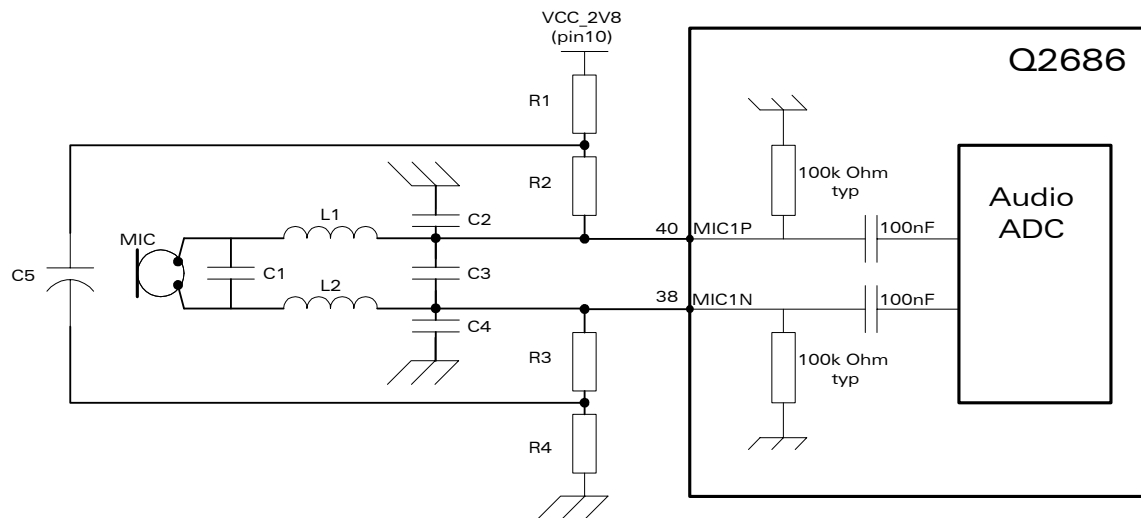 VCC_2V8
(pin10)
Q2686
R1
R2
100k Ohm
typ
Audio
ADC
L1
C2
40
MIC1P
100nF
MIC
C5
C1
C3
L2
38
MIC1N
100nF
C4
R3
100k Ohm
typ
R4